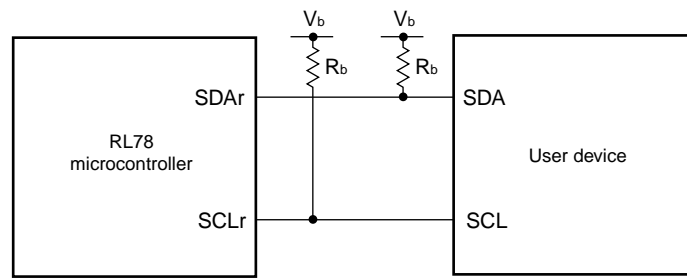 Vb Vb
Rb Rb
SDAr SDA
RL78
microcontroller
User device
SCLr SCL